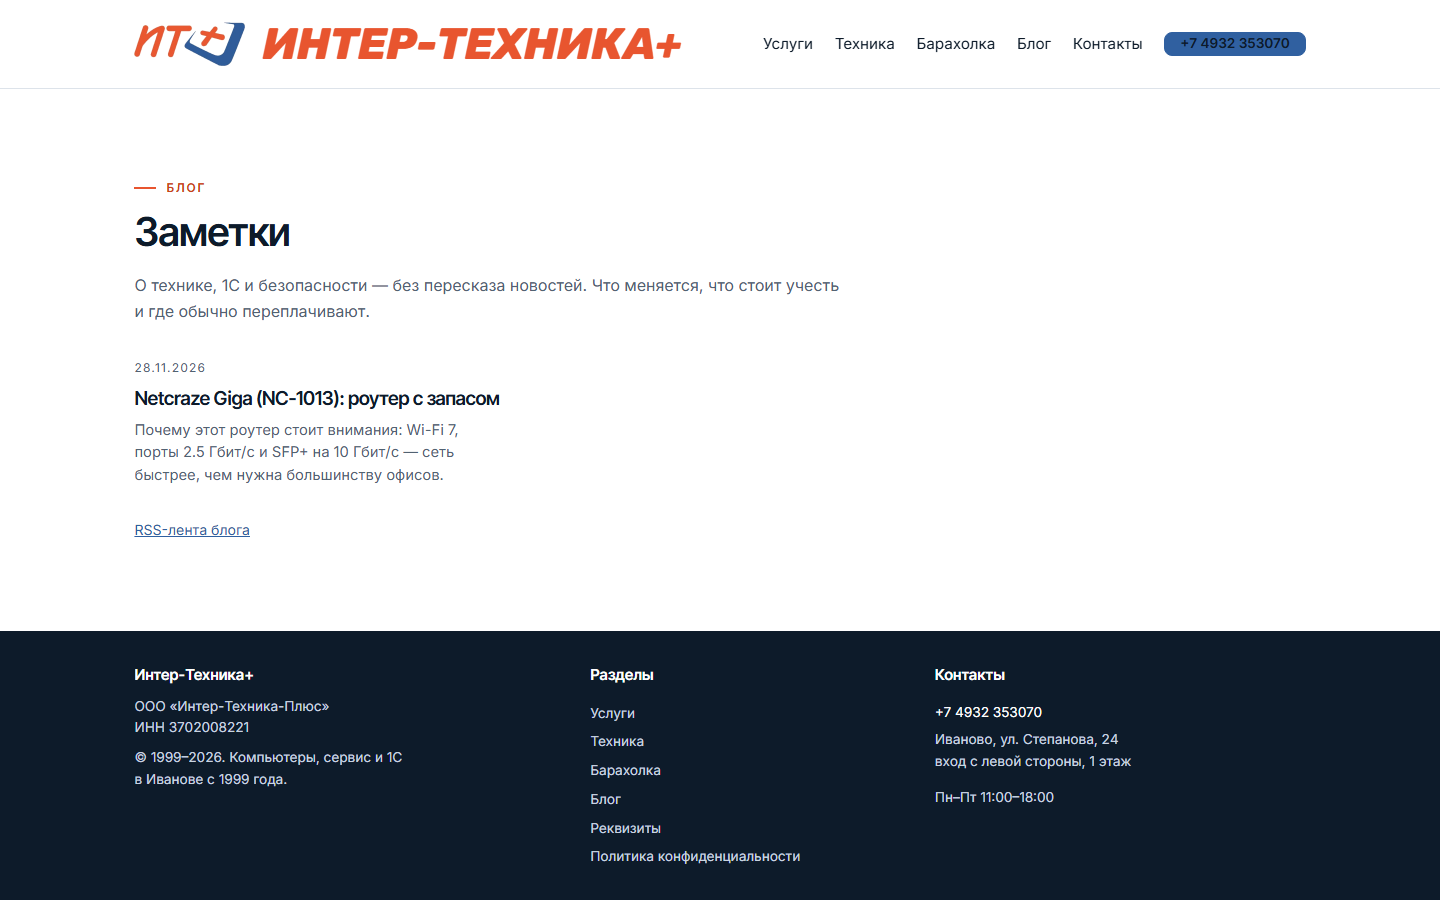 ИТ+ ИНТЕР-ТЕХНИКА+
Услуги Техника Барахолка Блог Контакты +7 4932 353070
БЛОГ
Заметки
О технике, 1С и безопасности — без пересказа новостей. Что меняется, что стоит учесть
и где обычно переплачивают.
28.11.2026
Netcraze Giga (NC-1013): роутер с запасом
Почему этот роутер стоит внимания: Wi-Fi 7,
порты 2.5 Гбит/с и SFP+ на 10 Гбит/с — сеть
быстрее, чем нужна большинству офисов.
RSS-лента блога
Интер-Техника+
ООО «Интер-Техника-Плюс»
ИНН 3702008221
© 1999–2026. Компьютеры, сервис и 1С
в Иванове с 1999 года.
Разделы
Услуги
Техника
Барахолка
Блог
Реквизиты
Политика конфиденциальности
Контакты
+7 4932 353070
Иваново, ул. Степанова, 24
вход с левой стороны, 1 этаж
Пн–Пт 11:00–18:00